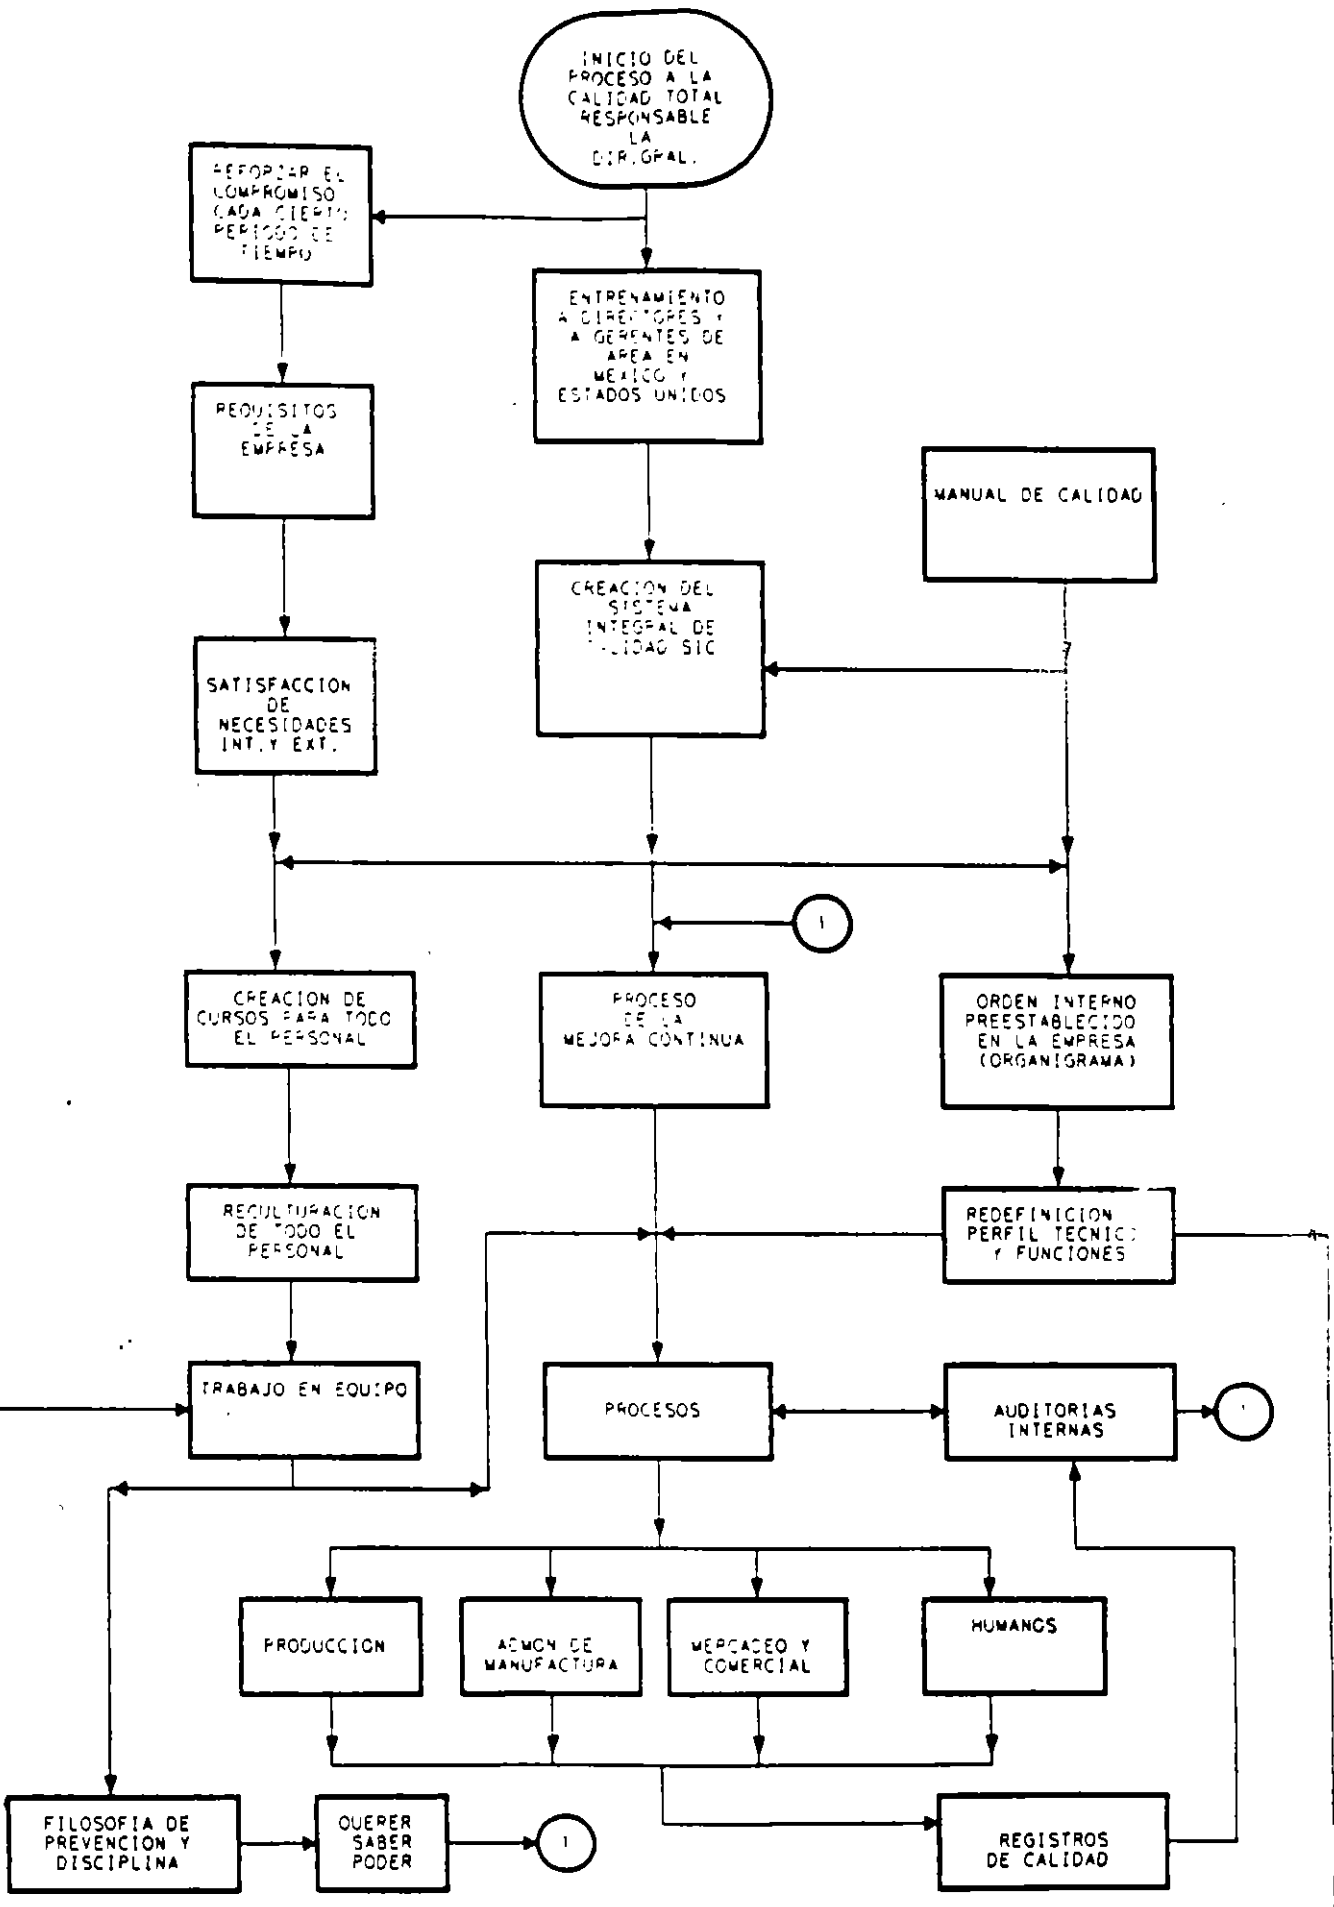 INICIO DEL
PROCESO A LA
CALIDAD TOTAL
RESPONSABLE
LA
DIR.GRAL.
REFORZAR EL
COMPROMISO
CADA CIERTO
PERIODO DE
TIEMPO
ENTRENAMIENTO
A DIRECTORES Y
A GERENTES DE
AREA EN
MEXICO Y
ESTADOS UNIDOS
REQUISITOS
DE LA
EMPRESA
MANUAL DE CALIDAD
CREACION DEL
SISTEMA
INTEGRAL DE
CALIDAD SIC
SATISFACCION
DE
NECESIDADES
INT.Y EXT.
1
CREACION DE
CURSOS PARA TODO
EL PERSONAL
PROCESO
DE LA
MEJORA CONTINUA
ORDEN INTERNO
PREESTABLECIDO
EN LA EMPRESA
(ORGANIGRAMA)
RECULTURACION
DE TODO EL
PERSONAL
REDEFINICION
PERFIL TECNICO
Y FUNCIONES
TRABAJO EN EQUIPO
PROCESOS
AUDITORIAS
INTERNAS
1
PRODUCCION
ADMON DE
MANUFACTURA
MERCADEO Y
COMERCIAL
HUMANOS
FILOSOFIA DE
PREVENCION Y
DISCIPLINA
QUERER
SABER
PODER
1
REGISTROS
DE CALIDAD